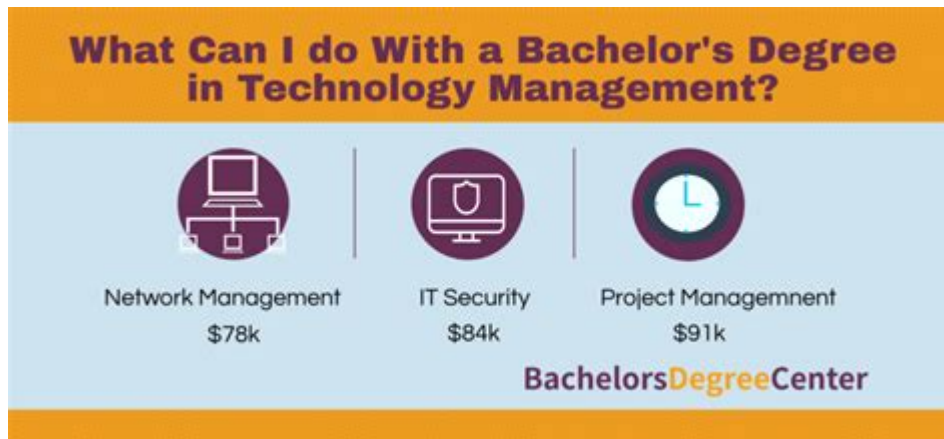 What Can I do With a Bachelor's Degree
in Technology Management?
Network Management
$78k
IT Security
$84k
Project Managemnent
$91k
BachelorsDegreeCenter